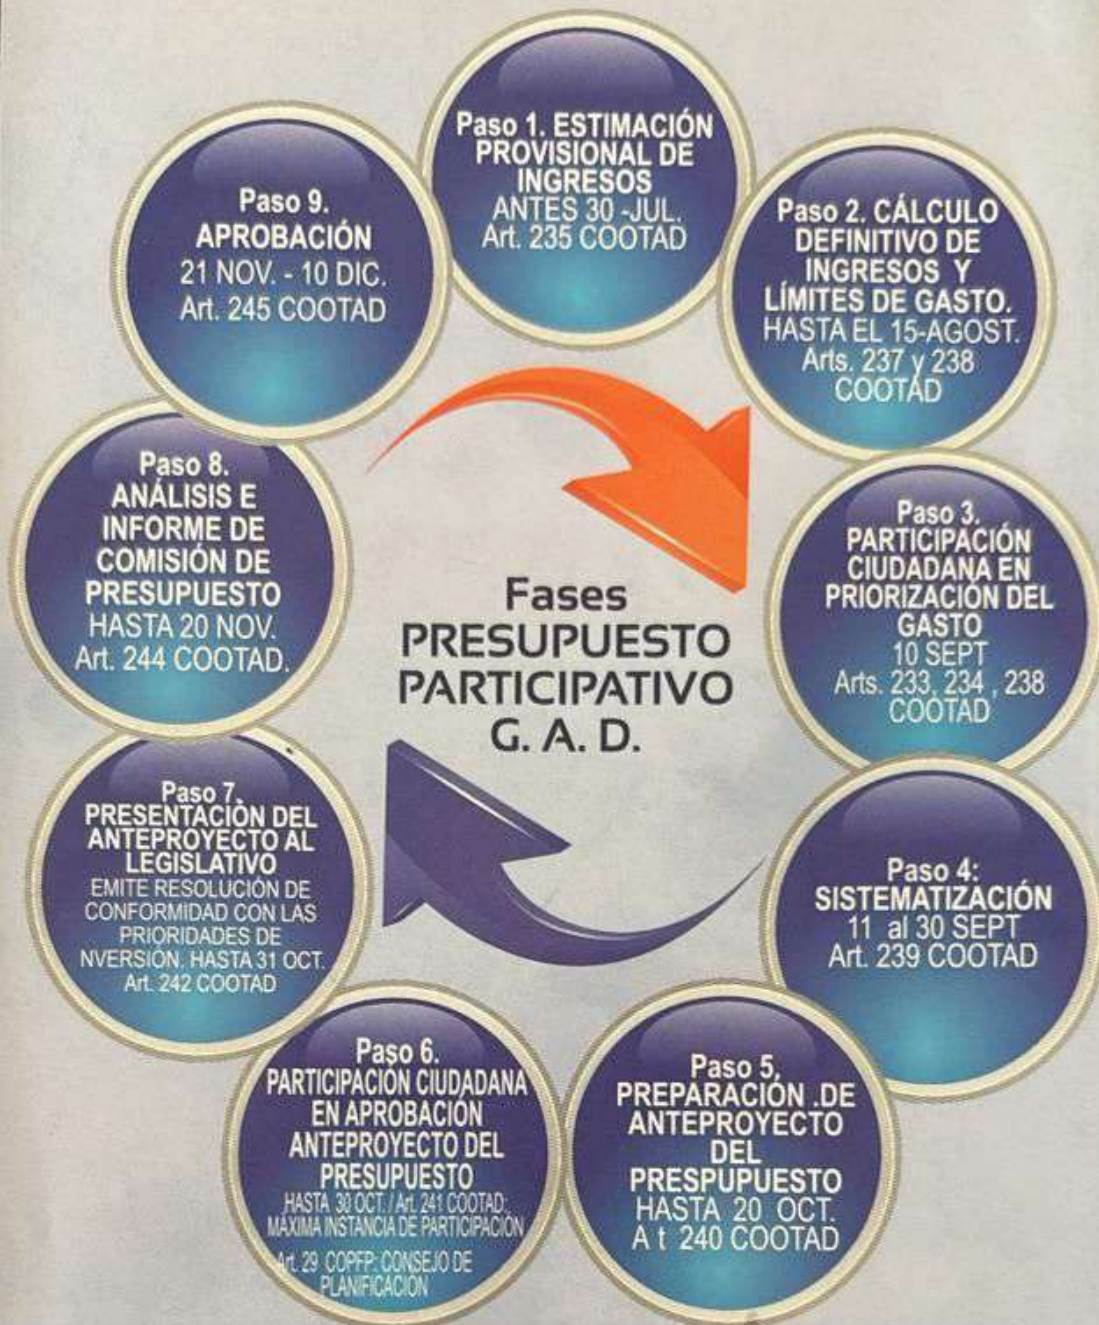 Paso 1. ESTIMACIÓN
PROVISIONAL DE
INGRESOS
ANTES 30 -JUL.
Art. 235 COOTAD
Paso 2. CÁLCULO
DEFINITIVO DE
INGRESOS Y
LÍMITES DE GASTO.
HASTA EL 15-AGOST.
Arts. 237 y 238
COOTAD
Paso 3.
PARTICIPACIÓN
CIUDADANA EN
PRIORIZACIÓN DEL
GASTO
10 SEPT
Arts. 233, 234 , 238
COOTAD
Paso 4:
SISTEMATIZACIÓN
11 al 30 SEPT
Art. 239 COOTAD
Paso 5.
PREPARACIÓN .DE
ANTEPROYECTO
DEL
PRESPUPUESTO
HASTA 20 OCT.
A t 240 COOTAD
Paso 6.
PARTICIPACIÓN CIUDADANA
EN APROBACIÓN
ANTEPROYECTO DEL
PRESUPUESTO
HASTA 30 OCT. / Art. 241 COOTAD:
MÁXIMA INSTANCIA DE PARTICIPACIÓN
Art. 29 COPFP: CONSEJO DE
PLANIFICACIÓN
Paso 7.
PRESENTACIÓN DEL
ANTEPROYECTO AL
LEGISLATIVO
EMITE RESOLUCIÓN DE
CONFORMIDAD CON LAS
PRIORIDADES DE
NVERSIÓN. HASTA 31 OCT.
Art. 242 COOTAD
Paso 8.
ANÁLISIS E
INFORME DE
COMISIÓN DE
PRESUPUESTO
HASTA 20 NOV.
Art. 244 COOTAD.
Paso 9.
APROBACIÓN
21 NOV. - 10 DIC.
Art. 245 COOTAD
Fases
PRESUPUESTO
PARTICIPATIVO
G. A. D.